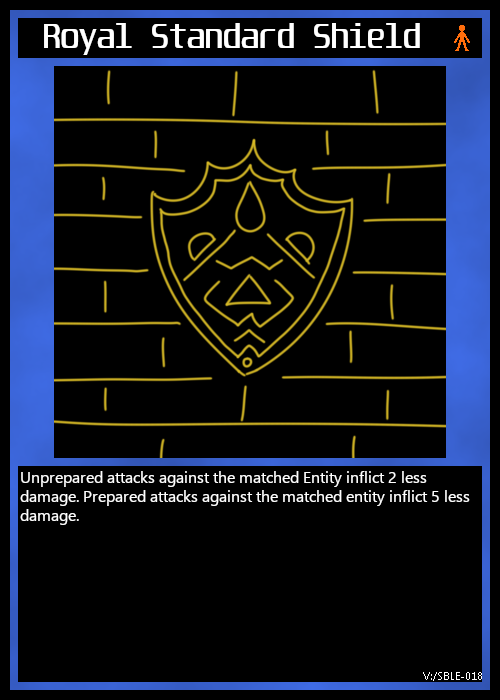 Royal Standard Shield
Unprepared attacks against the matched Entity inflict 2 less
damage. Prepared attacks against the matched entity inflict 5 less
damage.
V:/SBLE-018